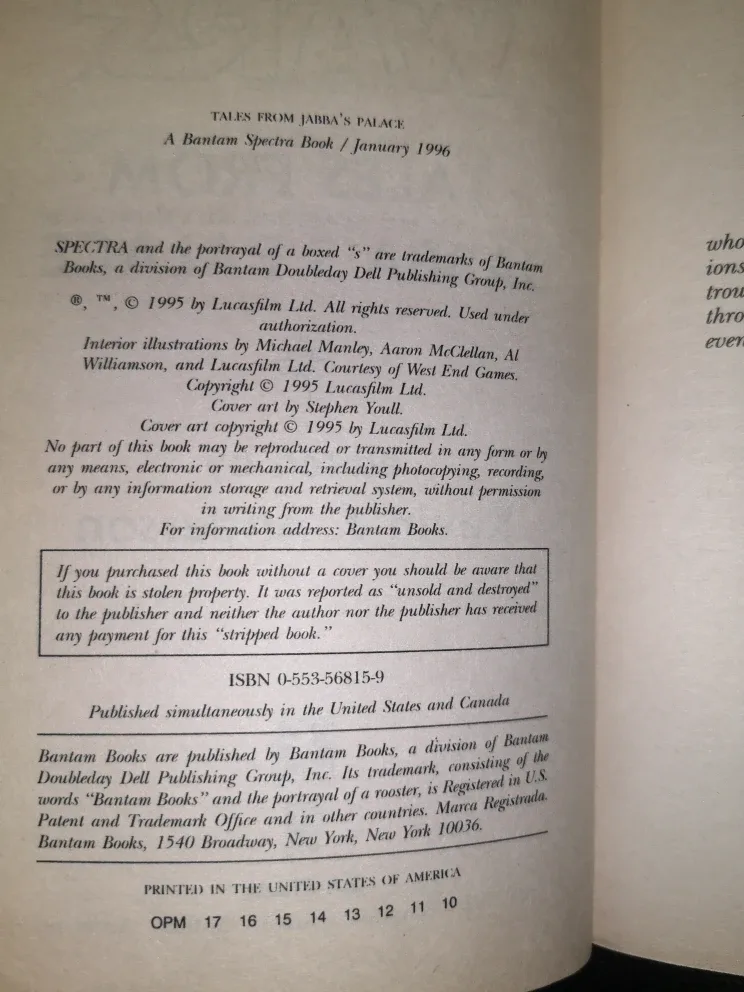 TALES FROM JABBA'S PALACE
A Bantam Spectra Book / January 1996
SPECTRA and the portrayal of a boxed "s" are trademarks of Bantam
Books, a division of Bantam Doubleday Dell Publishing Group, Inc.
®, ™, © 1995 by Lucasfilm Ltd. All rights reserved. Used under
authorization.
Interior illustrations by Michael Manley, Aaron McClellan, Al
Williamson, and Lucasfilm Ltd. Courtesy of West End Games.
Copyright © 1995 Lucasfilm Ltd.
Cover art by Stephen Youll.
Cover art copyright © 1995 by Lucasfilm Ltd.
No part of this book may be reproduced or transmitted in any form or by
any means, electronic or mechanical, including photocopying, recording,
or by any information storage and retrieval system, without permission
in writing from the publisher.
For information address: Bantam Books.
If you purchased this book without a cover you should be aware that
this book is stolen property. It was reported as "unsold and destroyed"
to the publisher and neither the author nor the publisher has received
any payment for this "stripped book."
ISBN 0-553-56815-9
Published simultaneously in the United States and Canada
Bantam Books are published by Bantam Books, a division of Bantam
Doubleday Dell Publishing Group, Inc. Its trademark, consisting of the
words "Bantam Books" and the portrayal of a rooster, is Registered in U.S.
Patent and Trademark Office and in other countries. Marca Registrada.
Bantam Books, 1540 Broadway, New York, New York 10036.
PRINTED IN THE UNITED STATES OF AMERICA
OPM 17 16 15 14 13 12 11 10
who
ions
trou
thro
even